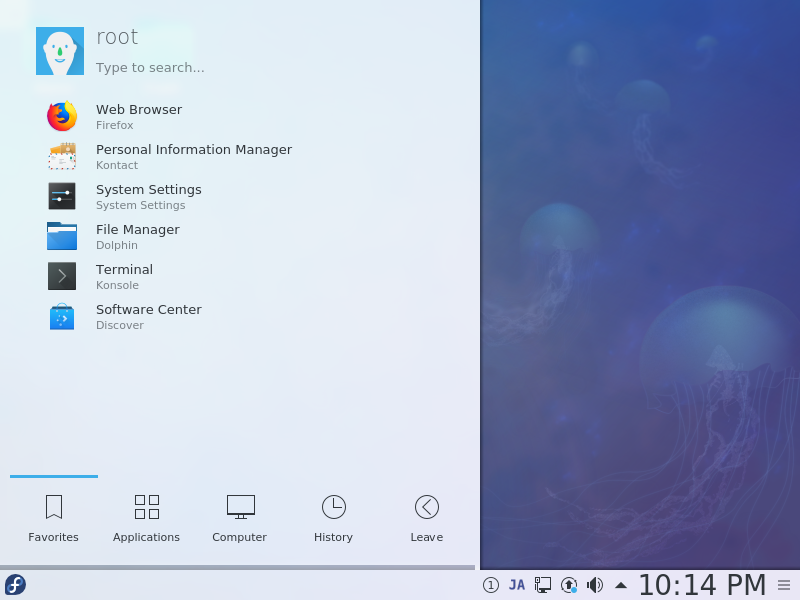 root
Type to search...
Web Browser
Firefox
Personal Information Manager
Kontact
System Settings
System Settings
File Manager
Dolphin
Terminal
Konsole
Software Center
Discover
Favorites
Applications
Computer
History
Leave
1
JA
10:14 PM